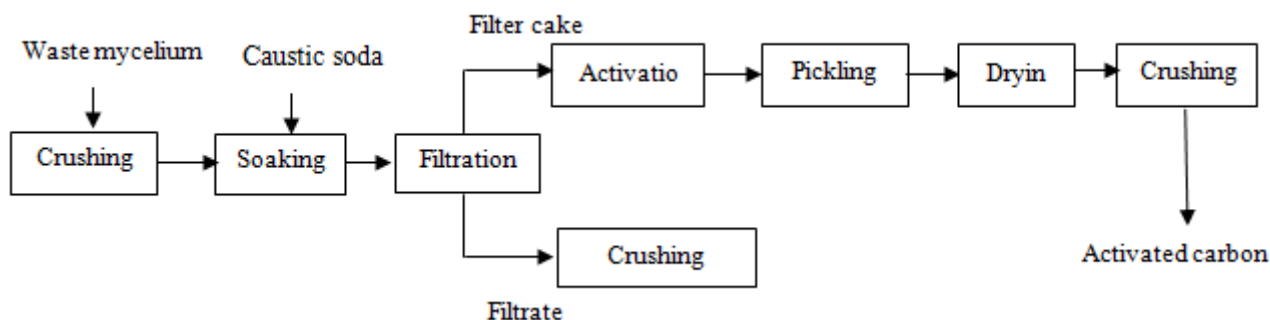 Filter cake
Waste mycelium
Caustic soda
Activatio
Pickling
Dryin
Crushing
Crushing
Soaking
Filtration
Crushing
Activated carbon
Filtrate